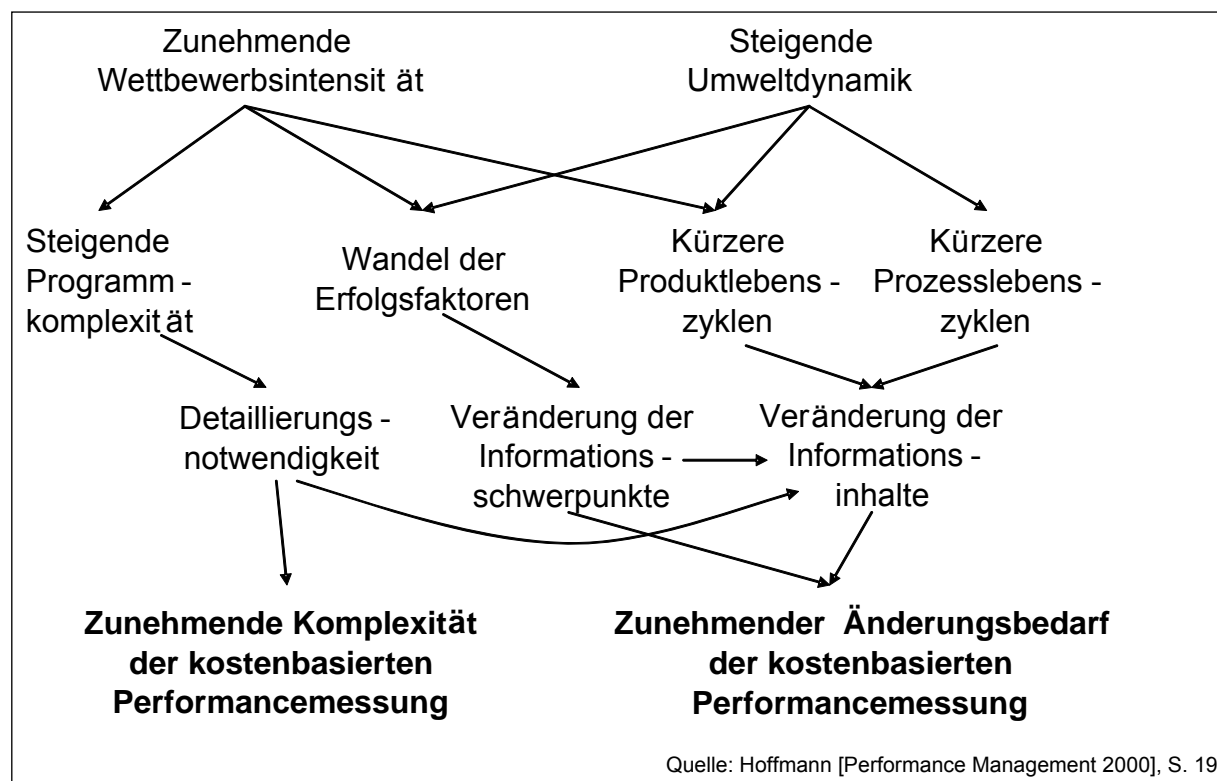 Zunehmende
Wettbewerbsintensit ät
Steigende
Umweltdynamik
Steigende
Programm -
komplexit ät
Wandel der
Erfolgsfaktoren
Kürzere
Produktlebens -
zyklen
Kürzere
Prozesslebens -
zyklen
Detaillierungs -
notwendigkeit
Veränderung der
Informations -
schwerpunkte
Veränderung der
Informations -
inhalte
Zunehmende Komplexität
der kostenbasierten
Performancemessung
Zunehmender Änderungsbedarf
der kostenbasierten
Performancemessung
Quelle: Hoffmann [Performance Management 2000], S. 19